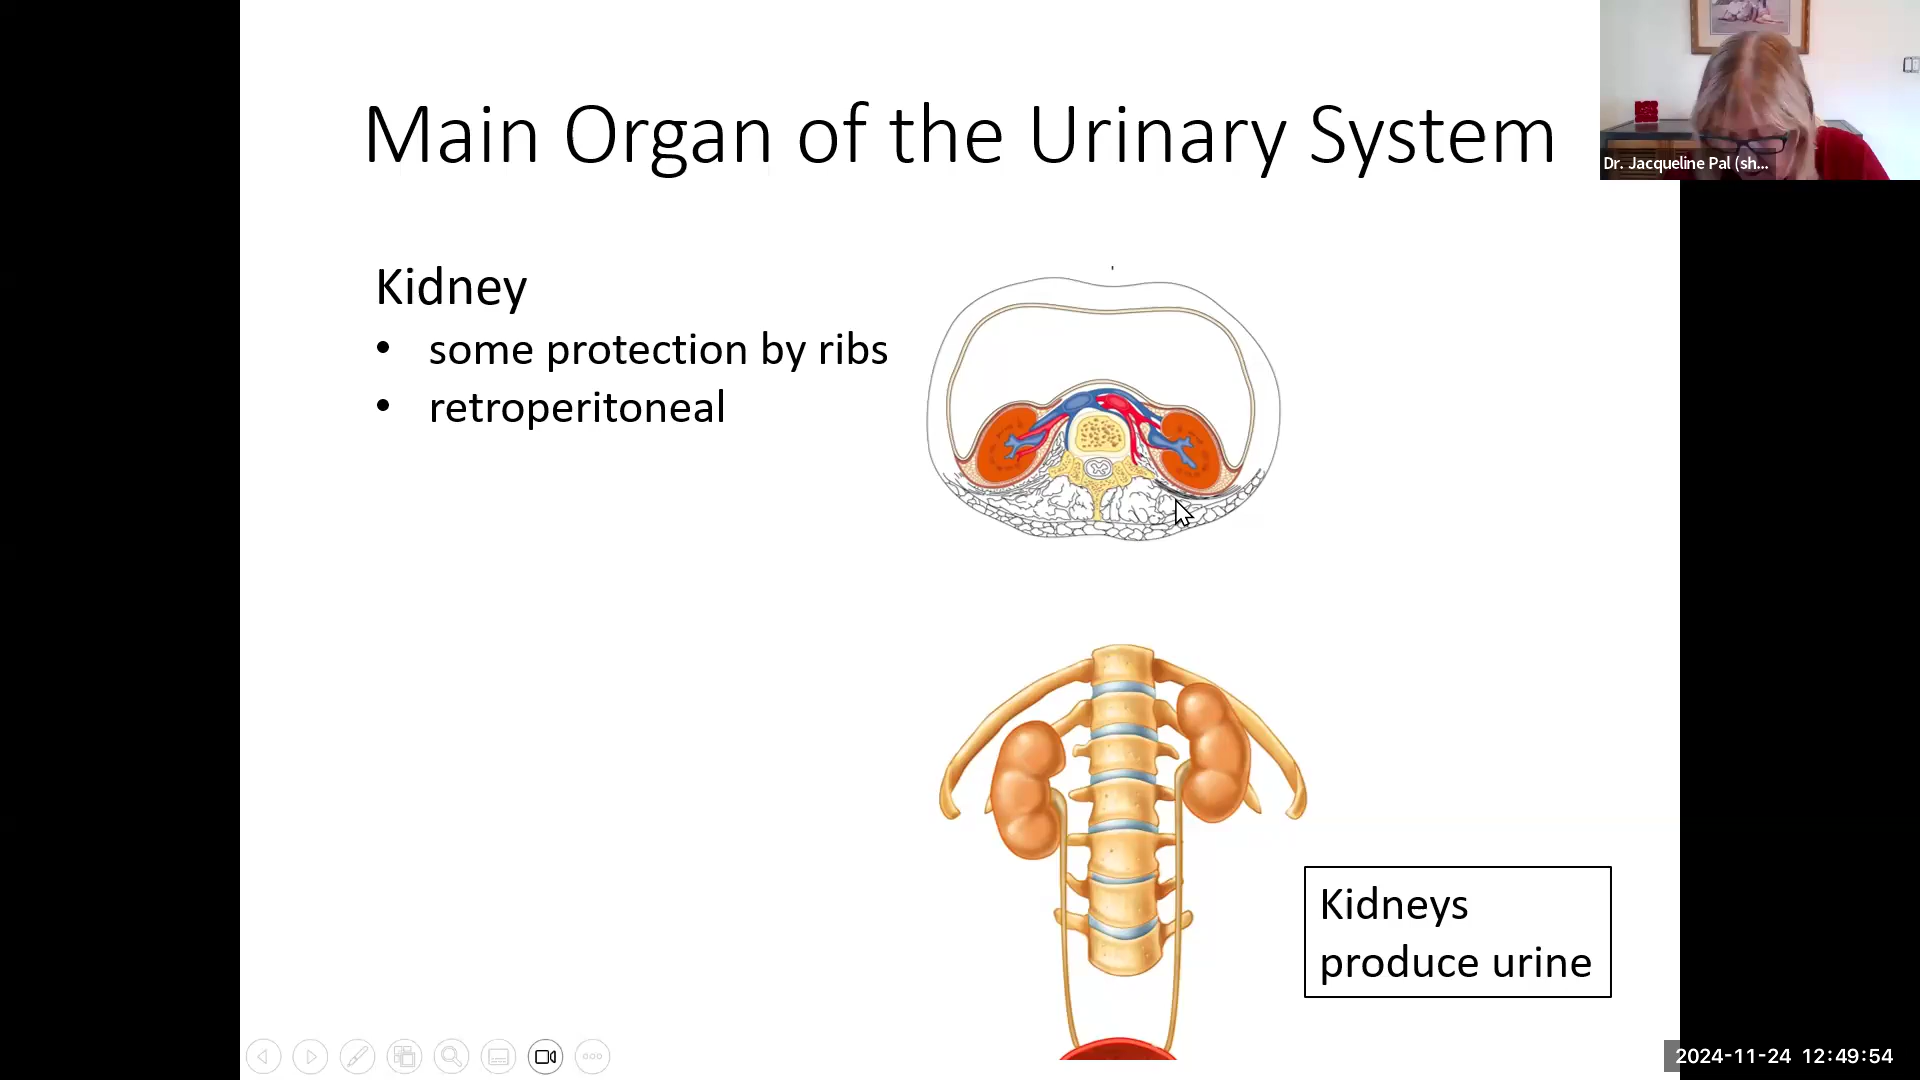 Main Organ of the Urinary System
Dr. Jacqueline Pal (sh...
Kidney
• some protection by ribs
• retroperitoneal
Kidneys
produce urine
2024-11-24 12:49:54